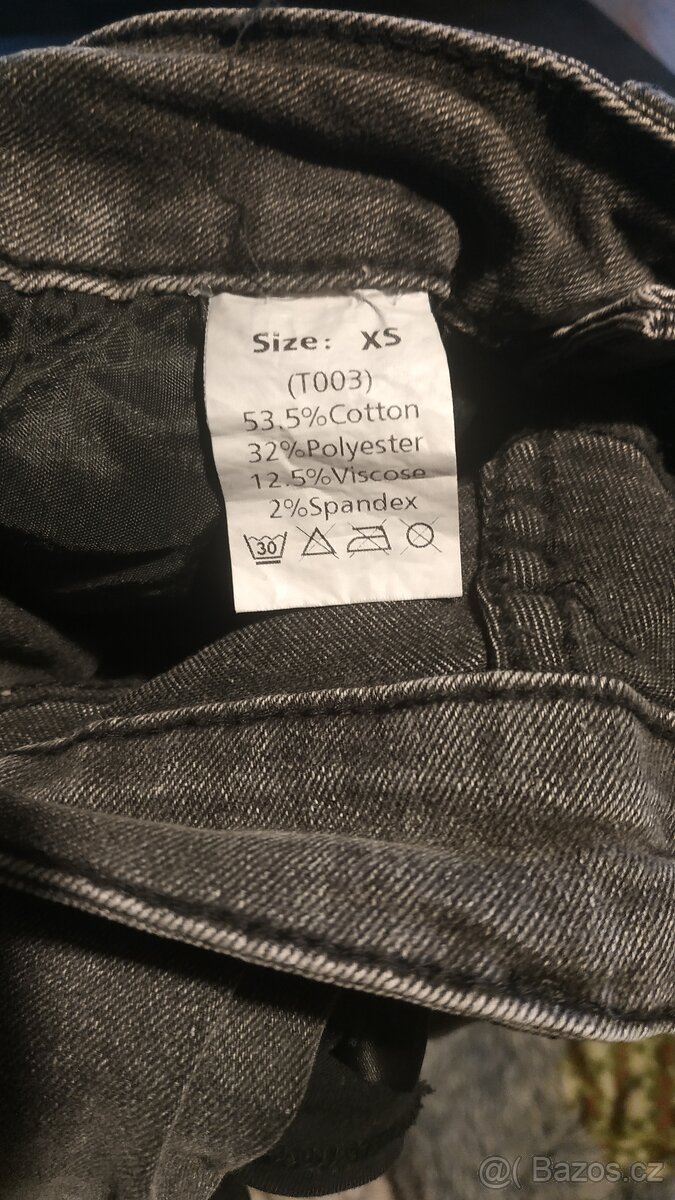 Size: XS
(T003)
53.5%Cotton
32%Polyester
12.5%Viscose
2%Spandex
30
@( Bazos.cz